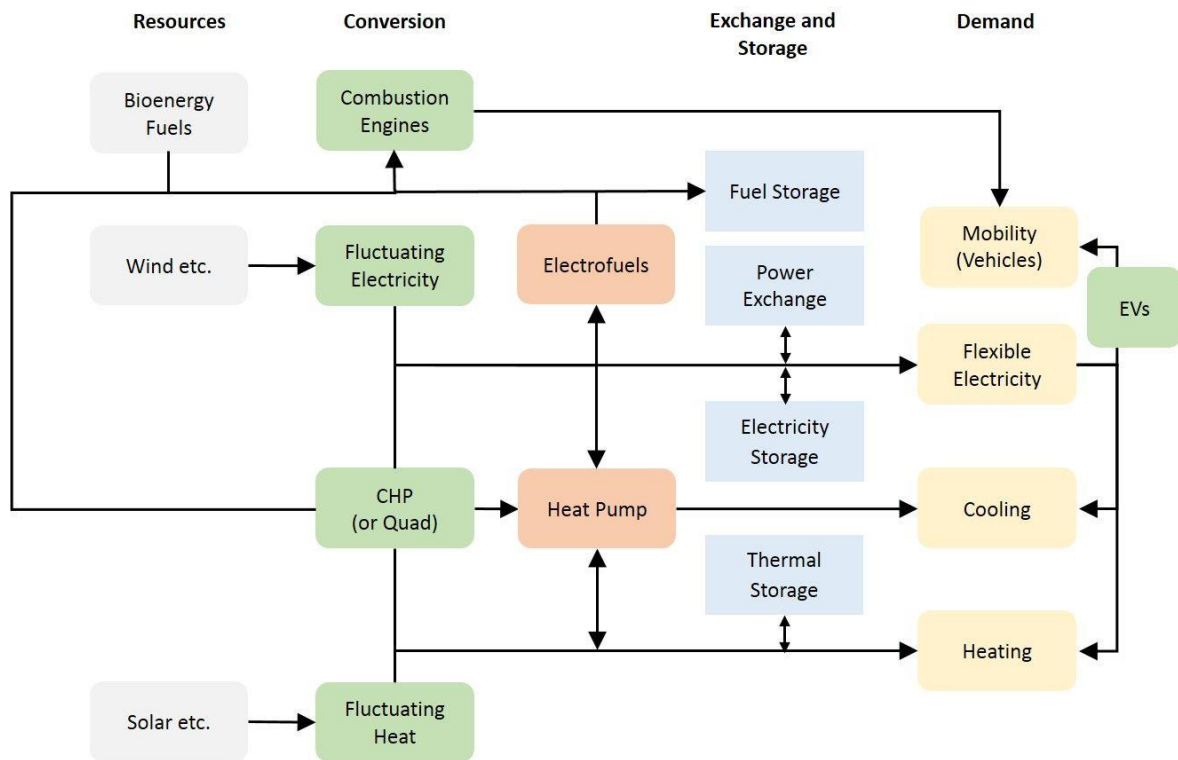 Resources
Conversion
Exchange and
Storage
Demand
Bioenergy
Fuels
Combustion
Engines
Fuel Storage
Mobility
(Vehicles)
Wind etc.
Fluctuating
Electricity
Electrofuels
Power
Exchange
EVs
Flexible
Electricity
Electricity
Storage
CHP
(or Quad)
Heat Pump
Cooling
Thermal
Storage
Heating
Solar etc.
Fluctuating
Heat